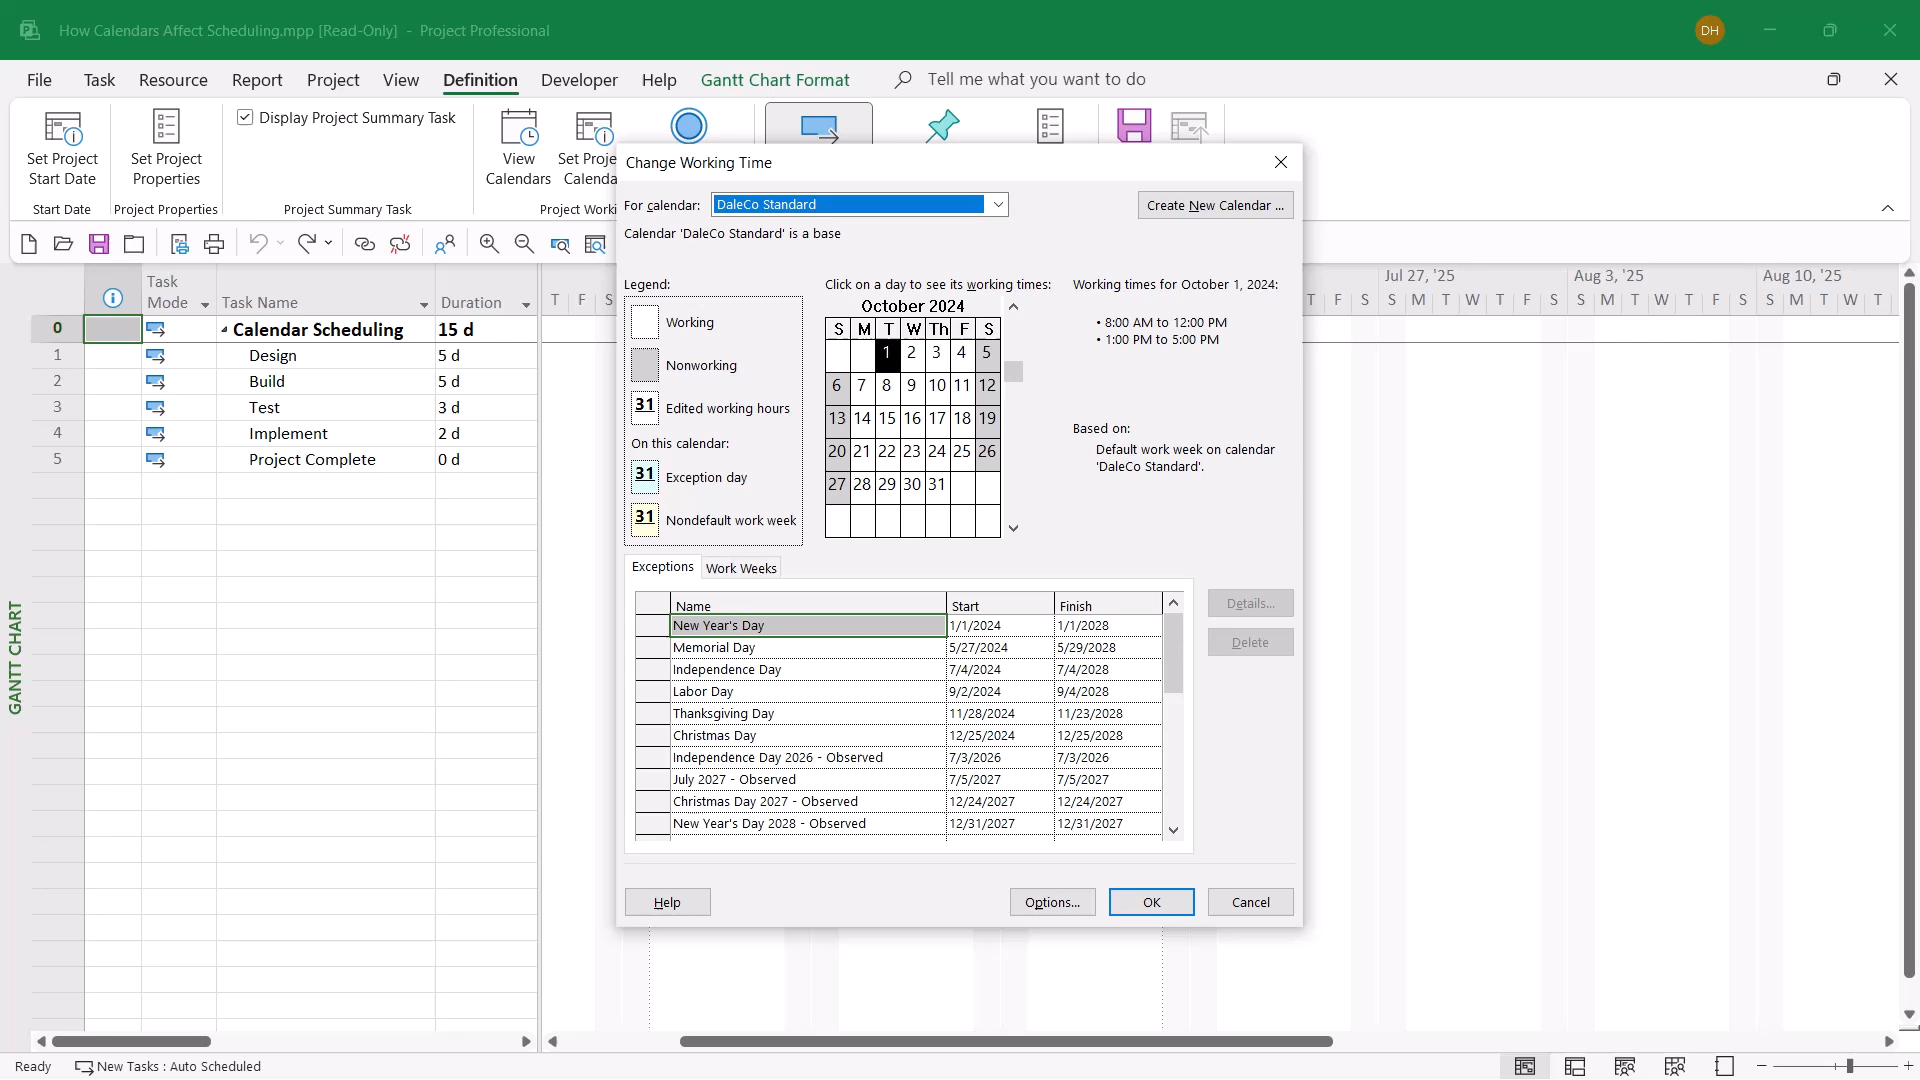 How Calendars Affect Scheduling.mpp [Read-Only] - Project Professional
DH
File Task Resource Report Project View Definition Developer Help Gantt Chart Format Tell me what you want to do
Set Project Start Date
Start Date
Set Project Properties
Project Properties
Display Project Summary Task
Project Summary Task
View Calendars
Set Proje
Calenda
Project Worki
GANTT CHART
Task Mode Task Name Duration
0 Calendar Scheduling 15 d
1 Design 5 d
2 Build 5 d
3 Test 3 d
4 Implement 2 d
5 Project Complete 0 d
T F S
Jul 27, '25 Aug 3, '25 Aug 10, '25
T F S S M T W T F S S M T W T F S S M T W T
Change Working Time
For calendar: DaleCo Standard
Create New Calendar ...
Calendar 'DaleCo Standard' is a base
Legend:
Working
Nonworking
31 Edited working hours
On this calendar:
31 Exception day
31 Nondefault work week
Click on a day to see its working times:
October 2024
S M T W Th F S
1 2 3 4 5
6 7 8 9 10 11 12
13 14 15 16 17 18 19
20 21 22 23 24 25 26
27 28 29 30 31
Working times for October 1, 2024:
• 8:00 AM to 12:00 PM
• 1:00 PM to 5:00 PM
Based on:
Default work week on calendar
'DaleCo Standard'.
Exceptions Work Weeks
Name Start Finish
New Year's Day 1/1/2024 1/1/2028
Memorial Day 5/27/2024 5/29/2028
Independence Day 7/4/2024 7/4/2028
Labor Day 9/2/2024 9/4/2028
Thanksgiving Day 11/28/2024 11/23/2028
Christmas Day 12/25/2024 12/25/2028
Independence Day 2026 - Observed 7/3/2026 7/3/2026
July 2027 - Observed 7/5/2027 7/5/2027
Christmas Day 2027 - Observed 12/24/2027 12/24/2027
New Year's Day 2028 - Observed 12/31/2027 12/31/2027
Details...
Delete
Help Options... OK Cancel
Ready New Tasks : Auto Scheduled